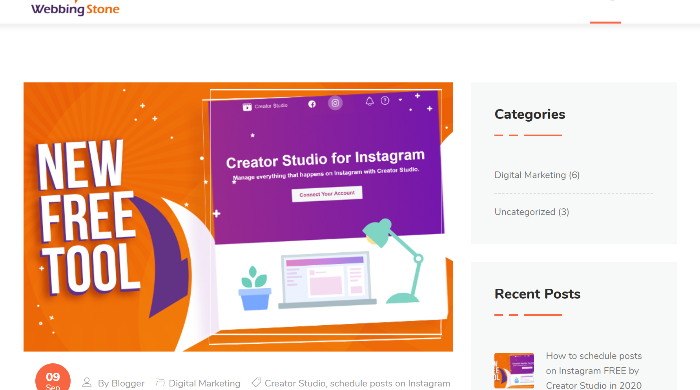 Webbing Stone
NEW
FREE
TOOL
Creator Studio
Creator Studio for Instagram
Manage everything that happens on Instagram with Creator Studio.
Connect Your Account
09
Sep
By Blogger
Digital Marketing
Creator Studio, schedule posts on Instagram
Categories
Digital Marketing (6)
Uncategorized (3)
Recent Posts
How to schedule posts
on Instagram FREE by
Creator Studio in 2020